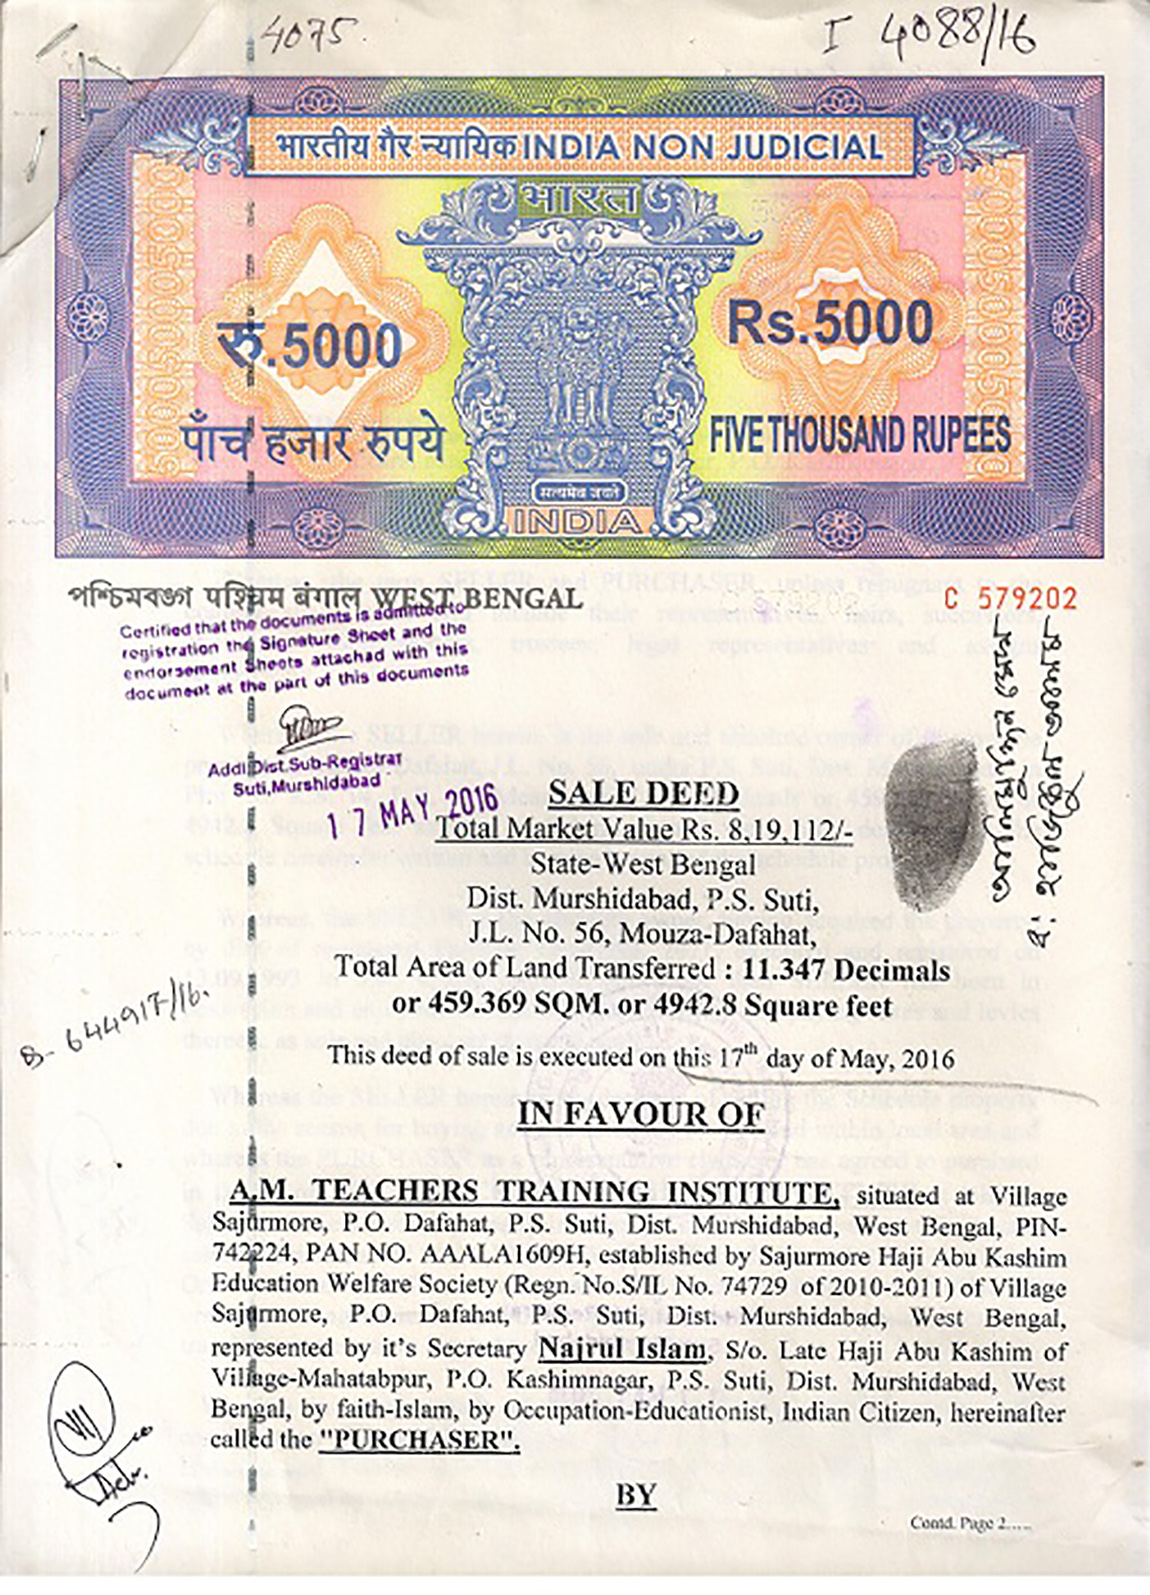 4075.
I 4088/16
भारतीय गैर न्यायिक INDIA NON JUDICIAL
भारत
रु.5000
Rs.5000
पाँच हजार रुपये
FIVE THOUSAND RUPEES
सत्यमेव जयते
INDIA
পশ্চিমবঙ্গ पश्चिम बंगाल WEST BENGAL
C 579202
Certified that the documents is admitted to
registration the Signature Sheet and the
endorsement Sheets attachad with this
document at the part of this documents
Addl. Dist. Sub-Registrar
Suti, Murshidabad
17 MAY 2016
SALE DEED
Total Market Value Rs. 8,19,112/-
State-West Bengal
Dist. Murshidabad, P.S. Suti,
J.L. No. 56, Mouza-Dafahat,
Total Area of Land Transferred : 11.347 Decimals
or 459.369 SQM, or 4942.8 Square feet
B- 644917/16.
This deed of sale is executed on this 17th day of May, 2016
IN FAVOUR OF
A.M. TEACHERS TRAINING INSTITUTE, situated at Village
Sajurmore, P.O. Dafahat, P.S. Suti, Dist. Murshidabad, West Bengal, PIN-
742224, PAN NO. AAALA1609H, established by Sajurmore Haji Abu Kashim
Education Welfare Society (Regn. No.S/IL No. 74729 of 2010-2011) of Village
Sajurmore, P.O. Dafahat, P.S. Suti, Dist. Murshidabad, West Bengal,
represented by it's Secretary Najrul Islam, S/o. Late Haji Abu Kashim of
Village-Mahatabpur, P.O. Kashimnagar, P.S. Suti, Dist. Murshidabad, West
Bengal, by faith-Islam, by Occupation-Educationist, Indian Citizen, hereinafter
called the "PURCHASER".
BY
Contd. Page 2.....